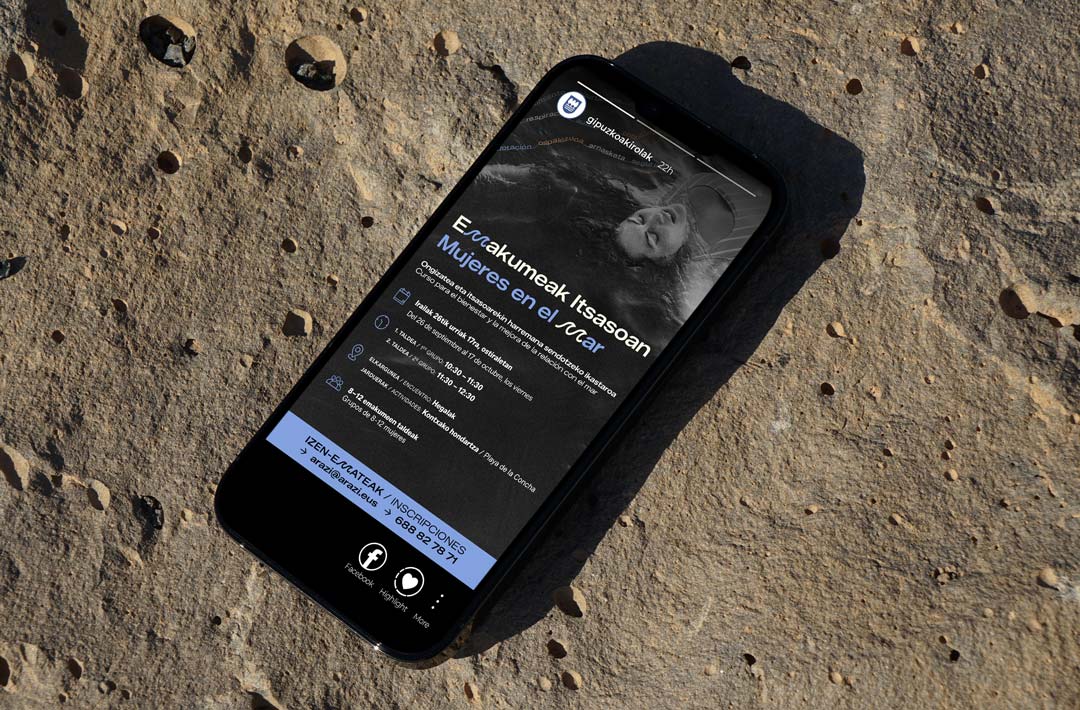 gipuzkoakirolak 22h
Emakumeak Itsasoan
Mujeres en el mar
Ongizatea eta itsasoarekin harremana sendotzeko ikastaroa
Curso para el bienestar y la mejora de la relación con el mar
Irailak 26tik urriak 17ra, ostiraletan
Del 26 de septiembre al 17 de octubre, los viernes
1. TALDEA / 1er GRUPO: 10:30 – 11:30
2. TALDEA / 2º GRUPO: 11:30 – 12:30
ELKARGUNEA / ENCUENTRO: Hegalak
JARDUERAK / ACTIVIDADES: Kontxako hondartza / Playa de la Concha
8–12 emakumeen taldeak
Grupos de 8-12 mujeres
IZEN-EMATEAK / INSCRIPCIONES
→ arazi@arazi.eus → 688 82 78 71
Facebook Highlight More